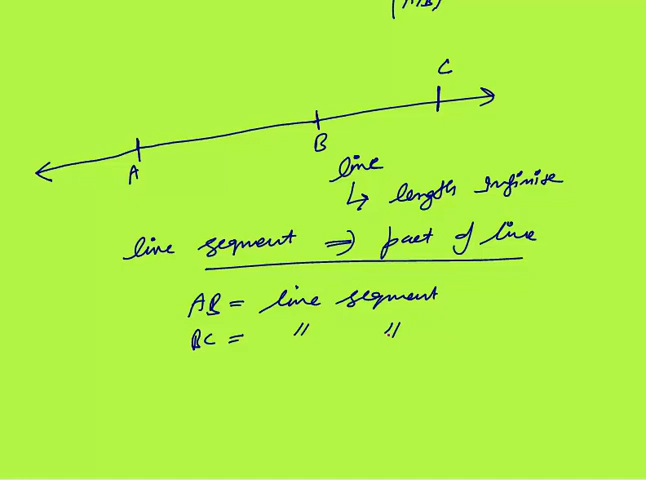 C
A
B
line
↳ length infinite
line segment ⇒ part of line
AB = line segment
BC = " "